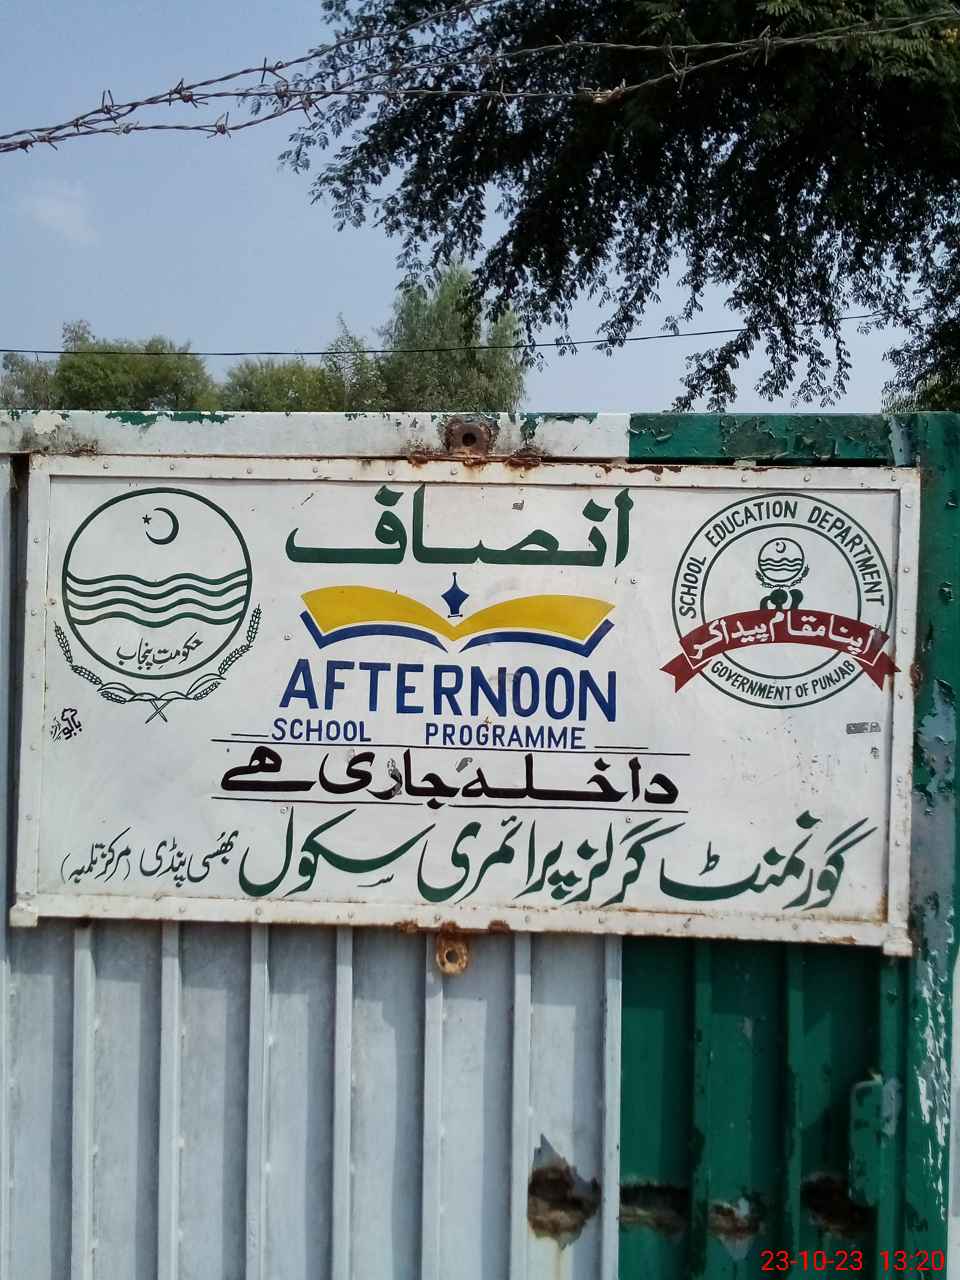 انصاف
AFTERNOON
SCHOOL PROGRAMME
داخلہ جاری ہے
گورنمنٹ گرلز پرائمری سکول بھسی پنڈی (مرکز تلمبہ)
حکومت پنجاب
SCHOOL EDUCATION DEPARTMENT
اپنا مقام پیدا کر
GOVERNMENT OF PUNJAB
بابو
23-10-23 13:20